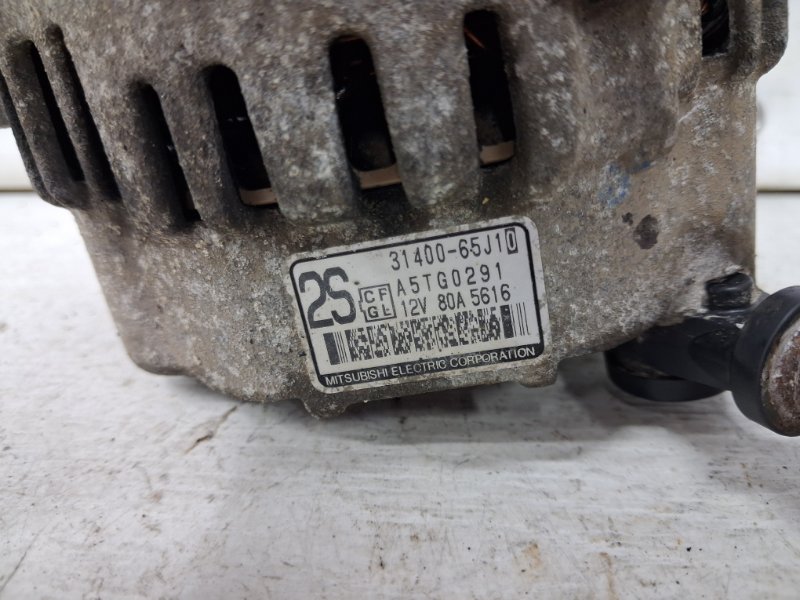 31400-65J10
2S CF A5TG0291
GL 12V 80A 5616
MITSUBISHI ELECTRIC CORPORATION